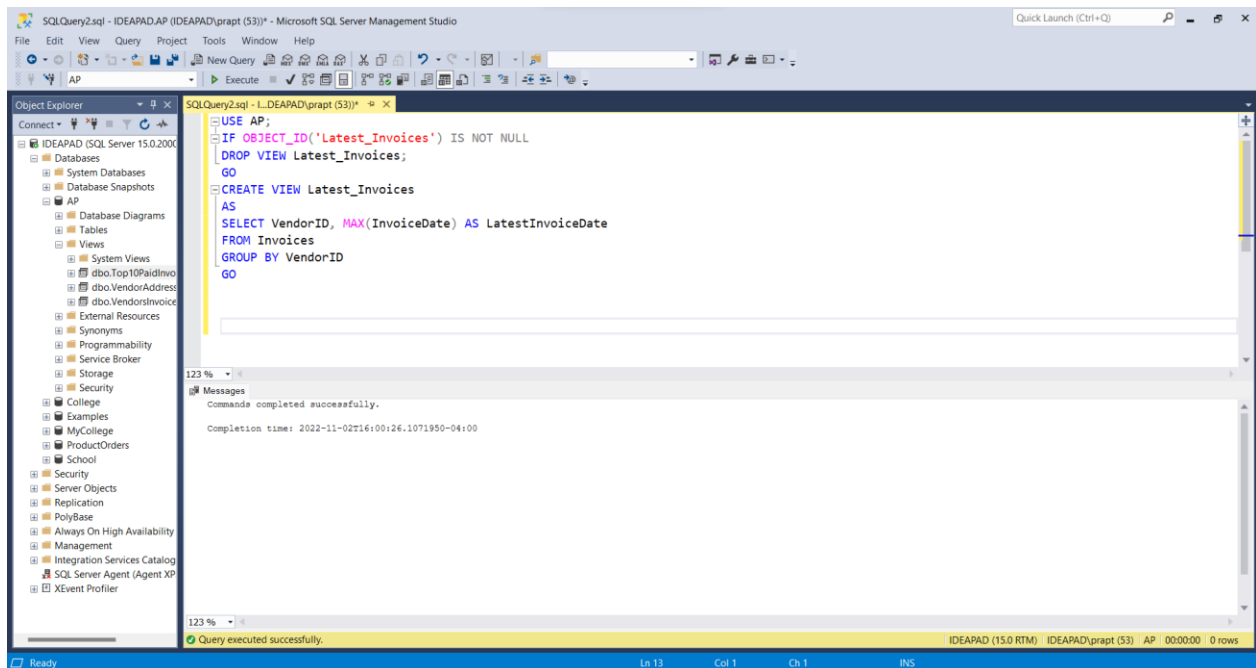 SQLQuery2.sql - IDEAPAD.AP (IDEAPAD\prapt (53))* - Microsoft SQL Server Management Studio
Quick Launch (Ctrl+Q)
File Edit View Query Project Tools Window Help
New Query
AP
Execute
Object Explorer
SQLQuery2.sql - I...DEAPAD\prapt (53))*
Connect
IDEAPAD (SQL Server 15.0.2000
Databases
System Databases
Database Snapshots
AP
Database Diagrams
Tables
Views
System Views
dbo.Top10PaidInvo
dbo.VendorAddress
dbo.VendorsInvoice
External Resources
Synonyms
Programmability
Service Broker
Storage
Security
College
Examples
MyCollege
ProductOrders
School
Security
Server Objects
Replication
PolyBase
Always On High Availability
Management
Integration Services Catalog
SQL Server Agent (Agent XP
XEvent Profiler
USE AP;
IF OBJECT_ID('Latest_Invoices') IS NOT NULL
DROP VIEW Latest_Invoices;
GO
CREATE VIEW Latest_Invoices
AS
SELECT VendorID, MAX(InvoiceDate) AS LatestInvoiceDate
FROM Invoices
GROUP BY VendorID
GO
123 %
Messages
Commands completed successfully.
Completion time: 2022-11-02T16:00:26.1071950-04:00
123 %
Query executed successfully.
IDEAPAD (15.0 RTM) IDEAPAD\prapt (53) AP 00:00:00 0 rows
Ready
Ln 13 Col 1 Ch 1 INS